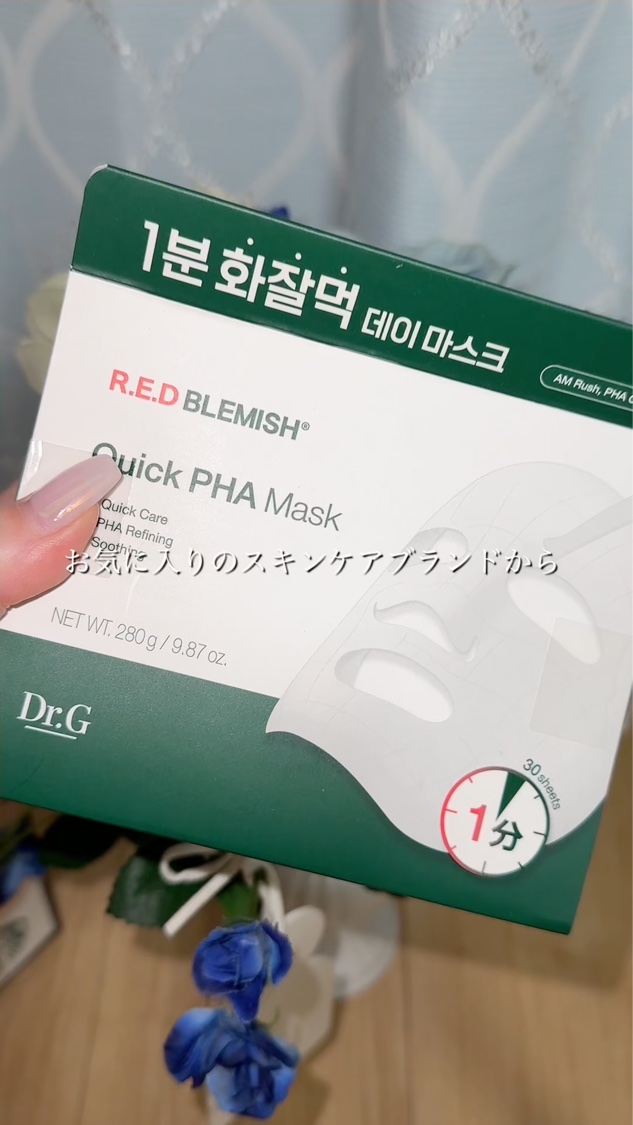 1분 화잘먹 데이 마스크
AM Rush, PHA
R.E.D BLEMISH®
Quick PHA Mask
Quick Care
PHA Refining
Soothing
お気に入りのスキンケアブランドから
NET WT. 280 g / 9.87 oz.
Dr.G
30 sheets
1分